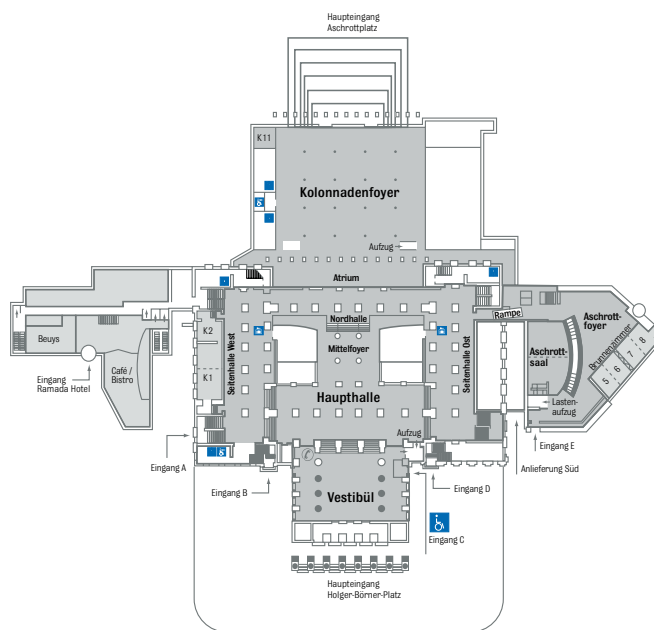 Haupteingang
Aschrottplatz
K11
Kolonnadenfoyer
Aufzug
Atrium
Nordhalle
Mittelfoyer
Seitenhalle West
Seitenhalle Ost
Rampe
Aschrott-
foyer
Aschrott-
saal
Brunnenzimmer
5 6 7 8
K2
K1
Beuys
Café /
Bistro
Eingang
Ramada Hotel
Haupthalle
Lasten-
aufzug
Aufzug
Eingang A
Eingang B
Eingang D
Eingang E
Anlieferung Süd
Vestibül
Eingang C
Haupteingang
Holger-Börner-Platz